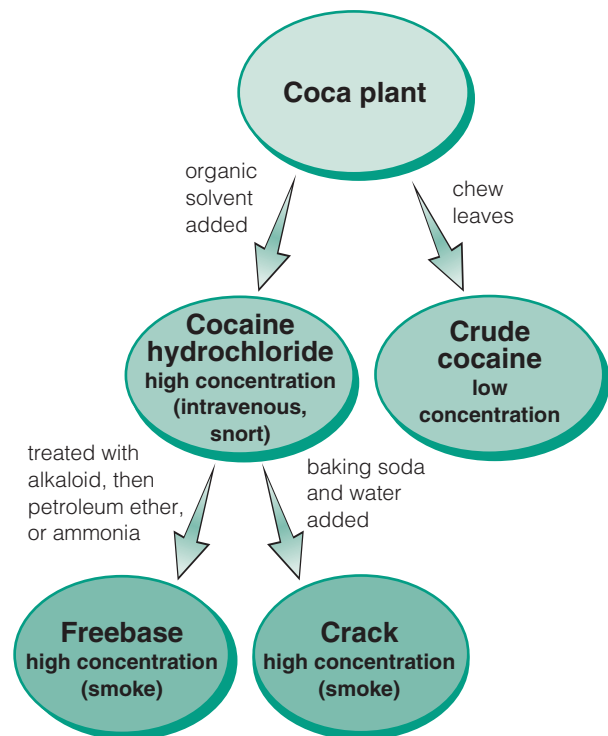 Coca plant
organic
solvent
added
chew
leaves
Cocaine
hydrochloride
high concentration
(intravenous,
snort)
Crude
cocaine
low
concentration
treated with
alkaloid, then
petroleum ether,
or ammonia
baking soda
and water
added
Freebase
high concentration
(smoke)
Crack
high concentration
(smoke)